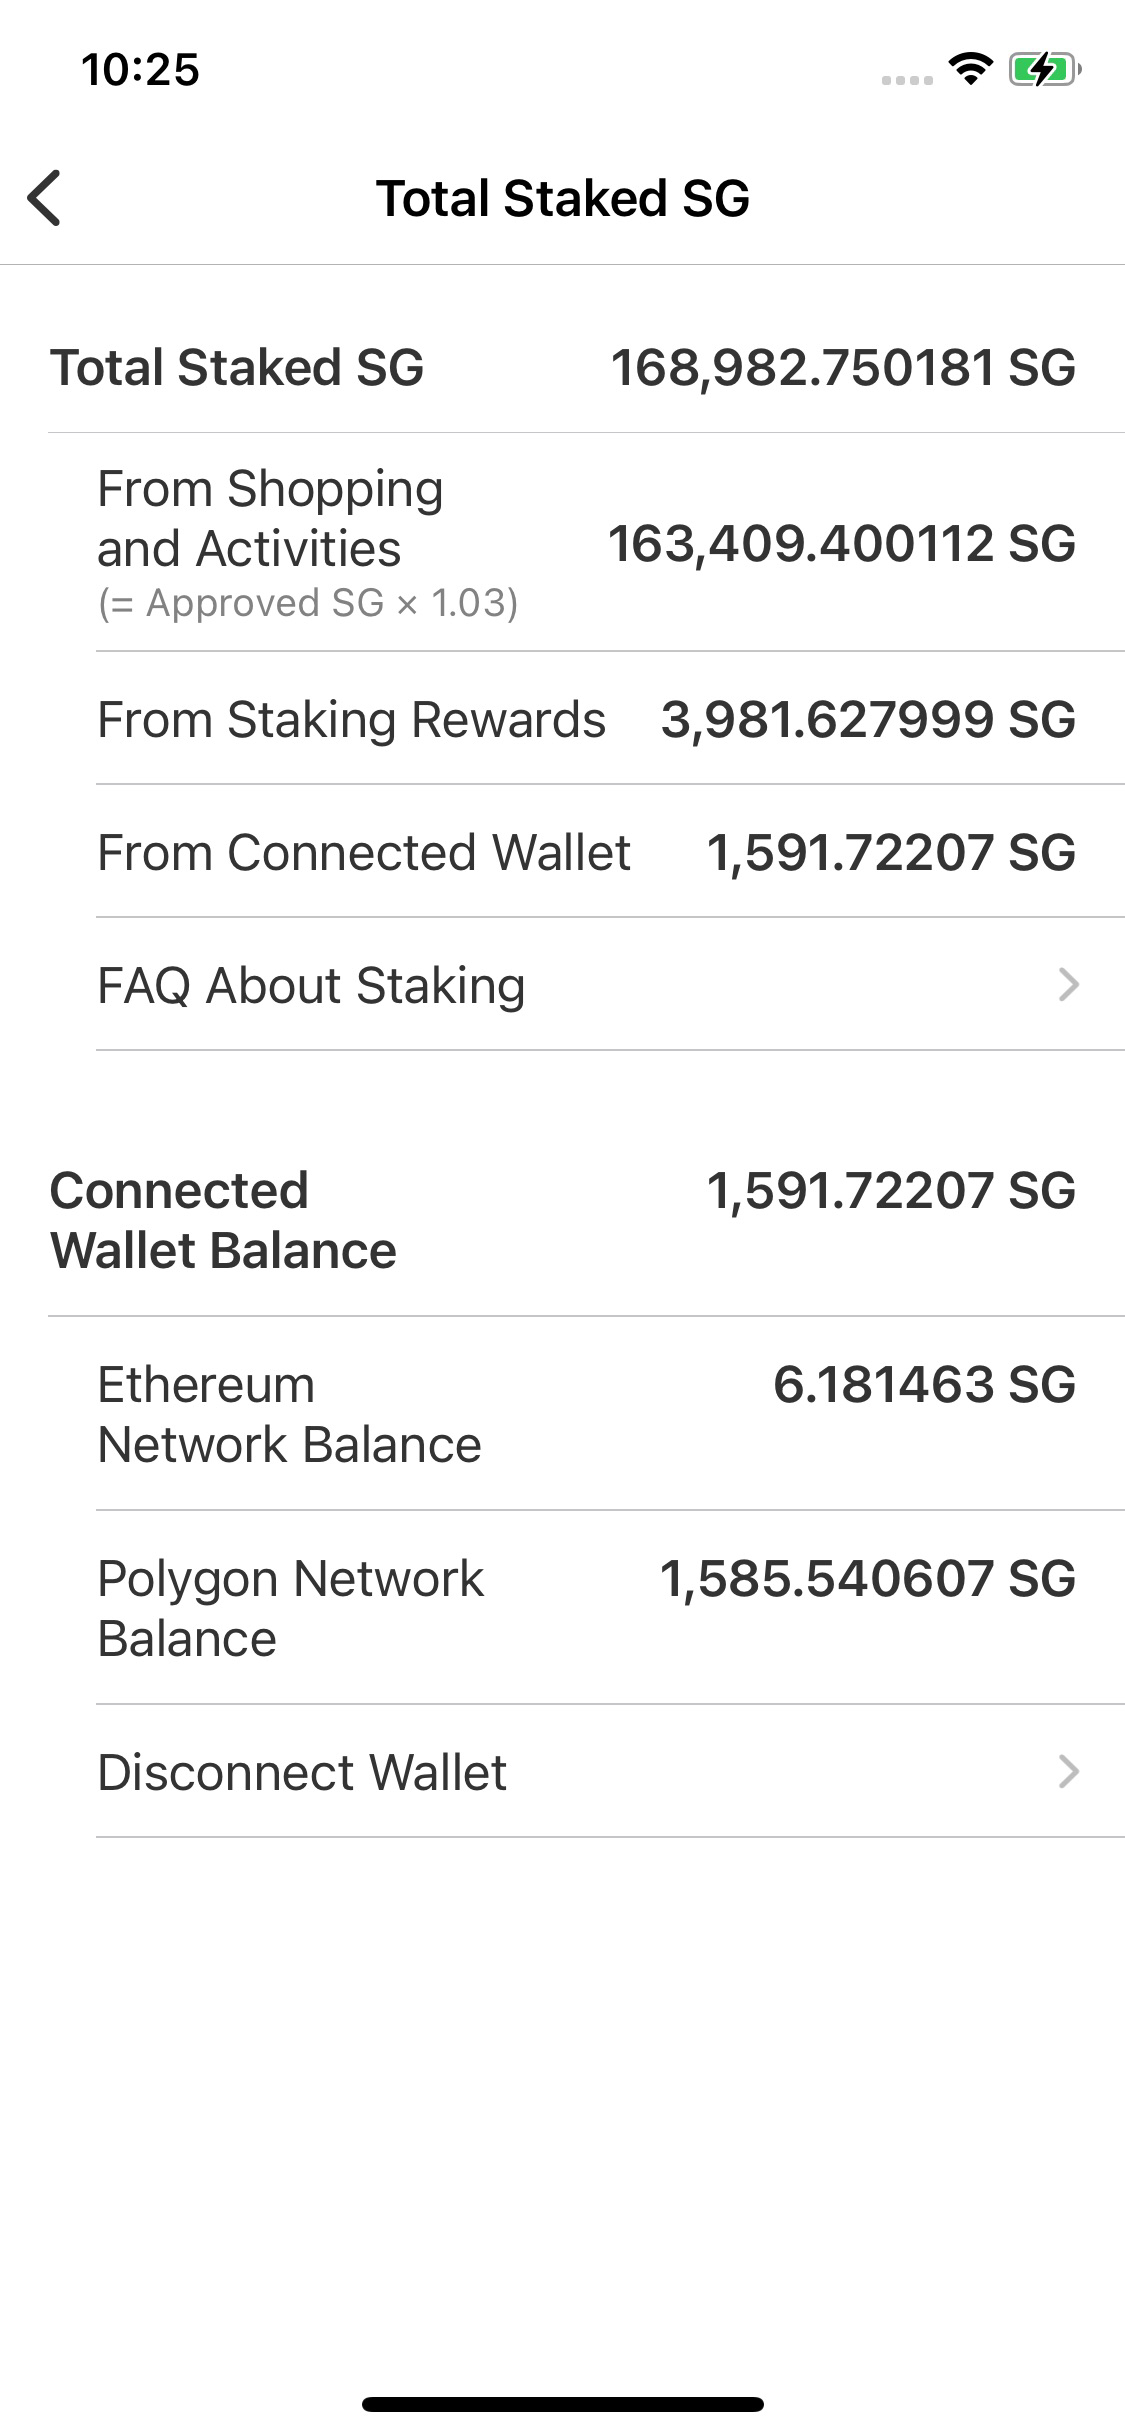 10:25
Total Staked SG
Total Staked SG 168,982.750181 SG
From Shopping
and Activities 163,409.400112 SG
(= Approved SG × 1.03)
From Staking Rewards 3,981.627999 SG
From Connected Wallet 1,591.72207 SG
FAQ About Staking
Connected 1,591.72207 SG
Wallet Balance
Ethereum 6.181463 SG
Network Balance
Polygon Network 1,585.540607 SG
Balance
Disconnect Wallet